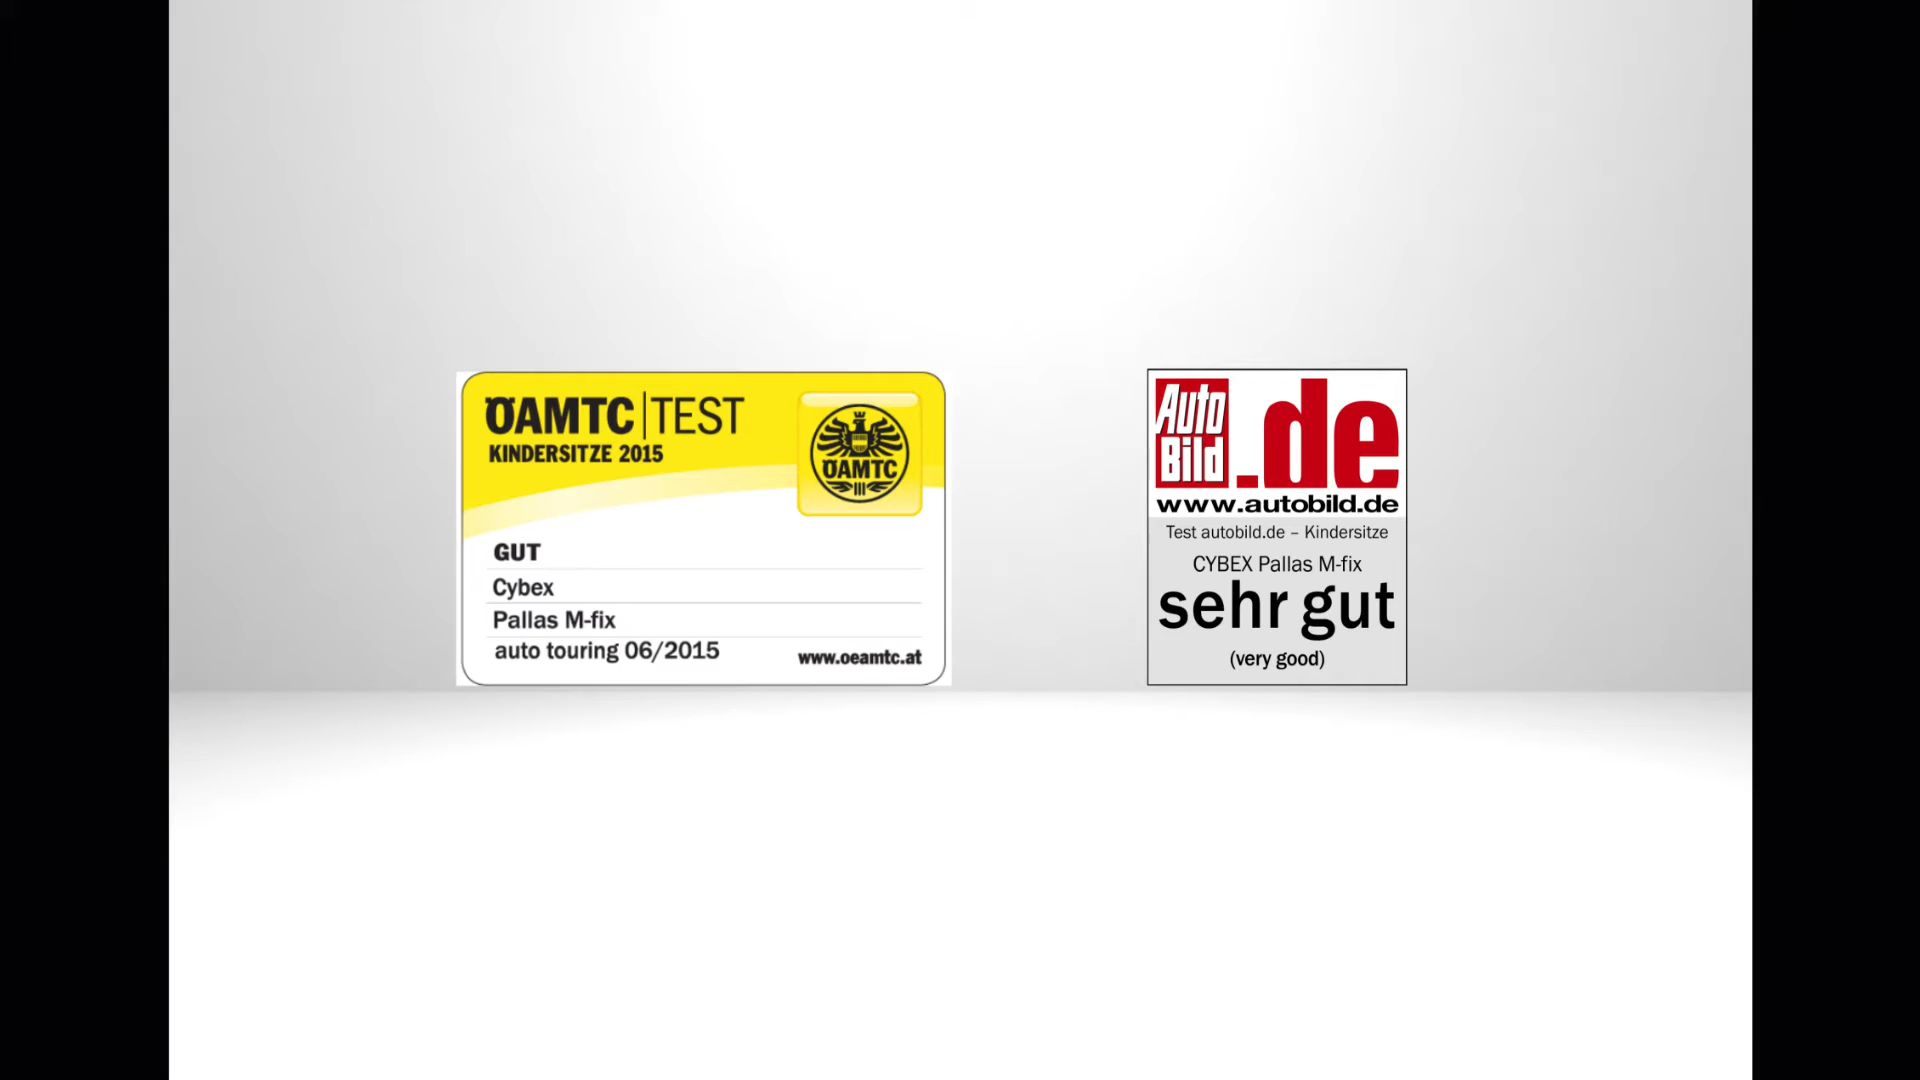 ÖAMTC|TEST
KINDERSITZE 2015
ÖAMTC
GUT
Cybex
Pallas M-fix
auto touring 06/2015
www.oeamtc.at
Auto
Bild
.de
www.autobild.de
Test autobild.de – Kindersitze
CYBEX Pallas M-fix
sehr gut
(very good)